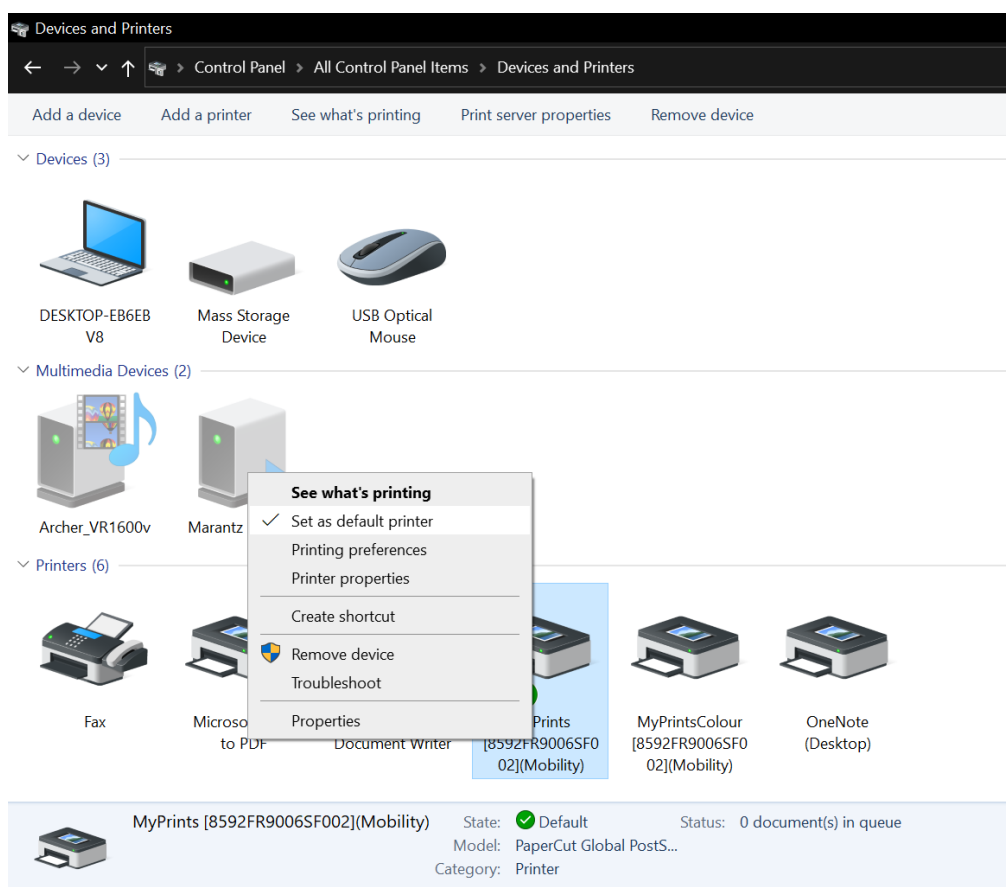 Devices and Printers
Control Panel > All Control Panel Items > Devices and Printers
Add a device Add a printer See what's printing Print server properties Remove device
Devices (3)
DESKTOP-EB6EB
V8
Mass Storage
Device
USB Optical
Mouse
Multimedia Devices (2)
Archer_VR1600v
Marantz
See what's printing
Set as default printer
Printing preferences
Printer properties
Create shortcut
Remove device
Troubleshoot
Properties
Printers (6)
Fax
Microso
to PDF
Document Writer
Prints
[8592FR9006SF0
02](Mobility)
MyPrintsColour
[8592FR9006SF0
02](Mobility)
OneNote
(Desktop)
MyPrints [8592FR9006SF002](Mobility)
State: Default
Status: 0 document(s) in queue
Model: PaperCut Global PostS...
Category: Printer